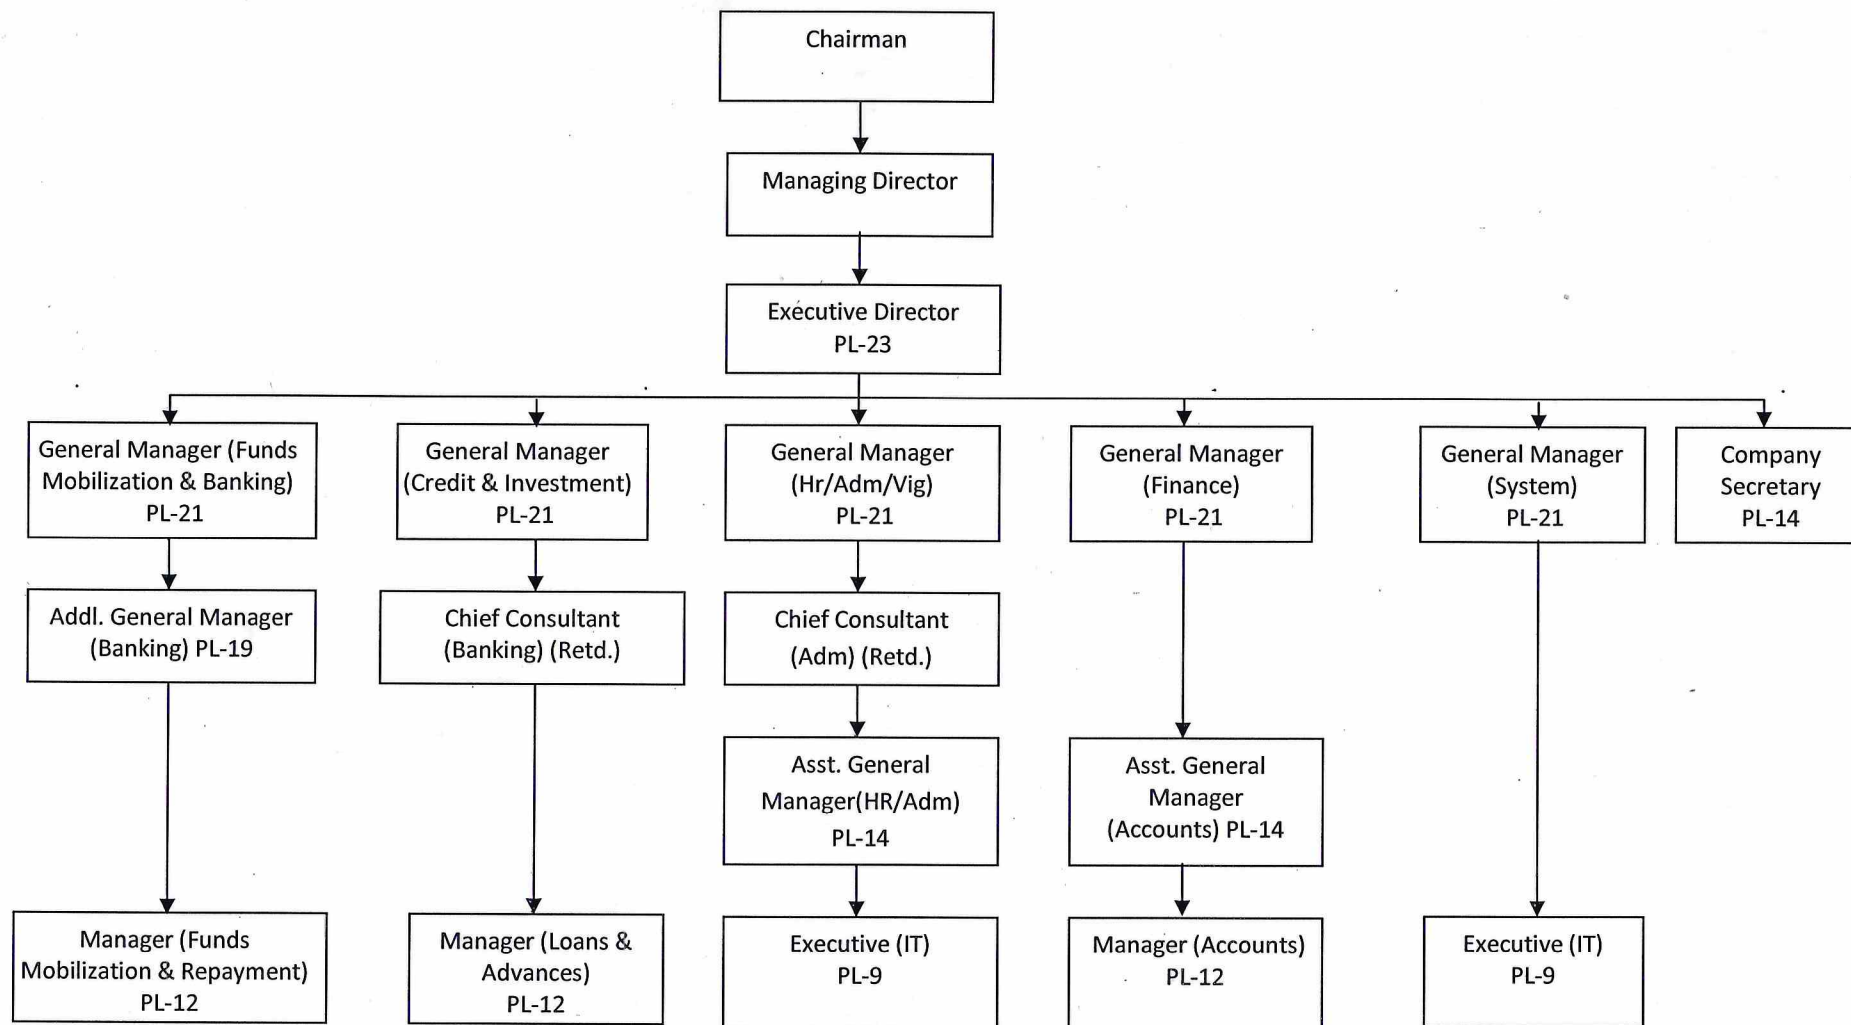 Chairman
Managing Director
Executive Director
PL-23
General Manager (Funds
Mobilization & Banking)
PL-21
General Manager
(Credit & Investment)
PL-21
General Manager
(Hr/Adm/Vig)
PL-21
General Manager
(Finance)
PL-21
General Manager
(System)
PL-21
Company
Secretary
PL-14
Addl. General Manager
(Banking) PL-19
Chief Consultant
(Banking) (Retd.)
Chief Consultant
(Adm) (Retd.)
Asst. General
Manager(HR/Adm)
PL-14
Asst. General
Manager
(Accounts) PL-14
Manager (Funds
Mobilization & Repayment)
PL-12
Manager (Loans &
Advances)
PL-12
Executive (IT)
PL-9
Manager (Accounts)
PL-12
Executive (IT)
PL-9